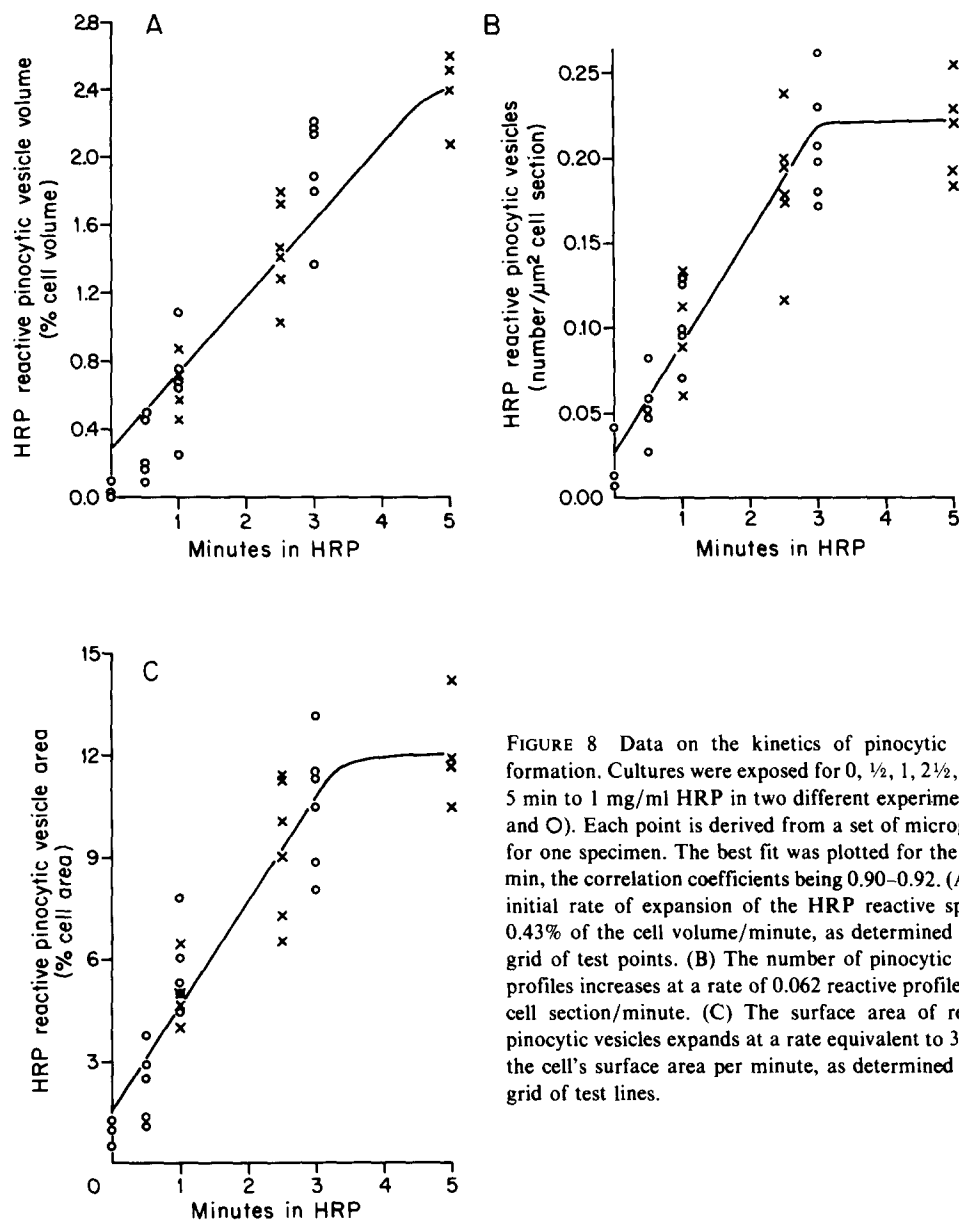 A
HRP reactive pinocytic vesicle volume
(% cell volume)
2.8
2.4
2.0
1.6
1.2
0.8
0.4
0.0
1 2 3 4 5
Minutes in HRP
B
HRP reactive pinocytic vesicles
(number/μm2 cell section)
0.25
0.20
0.15
0.10
0.05
0.00
1 2 3 4 5
Minutes in HRP
C
HRP reactive pinocytic vesicle area
(% cell area)
15
12
9
6
3
0 1 2 3 4 5
Minutes in HRP
FIGURE 8 Data on the kinetics of pinocytic
formation. Cultures were exposed for 0, ½, 1, 2½,
5 min to 1 mg/ml HRP in two different experime
and O). Each point is derived from a set of microg
for one specimen. The best fit was plotted for the
min, the correlation coefficients being 0.90–0.92. (A
initial rate of expansion of the HRP reactive sp
0.43% of the cell volume/minute, as determined
grid of test points. (B) The number of pinocytic
profiles increases at a rate of 0.062 reactive profile
cell section/minute. (C) The surface area of re
pinocytic vesicles expands at a rate equivalent to 3
the cell's surface area per minute, as determined
grid of test lines.